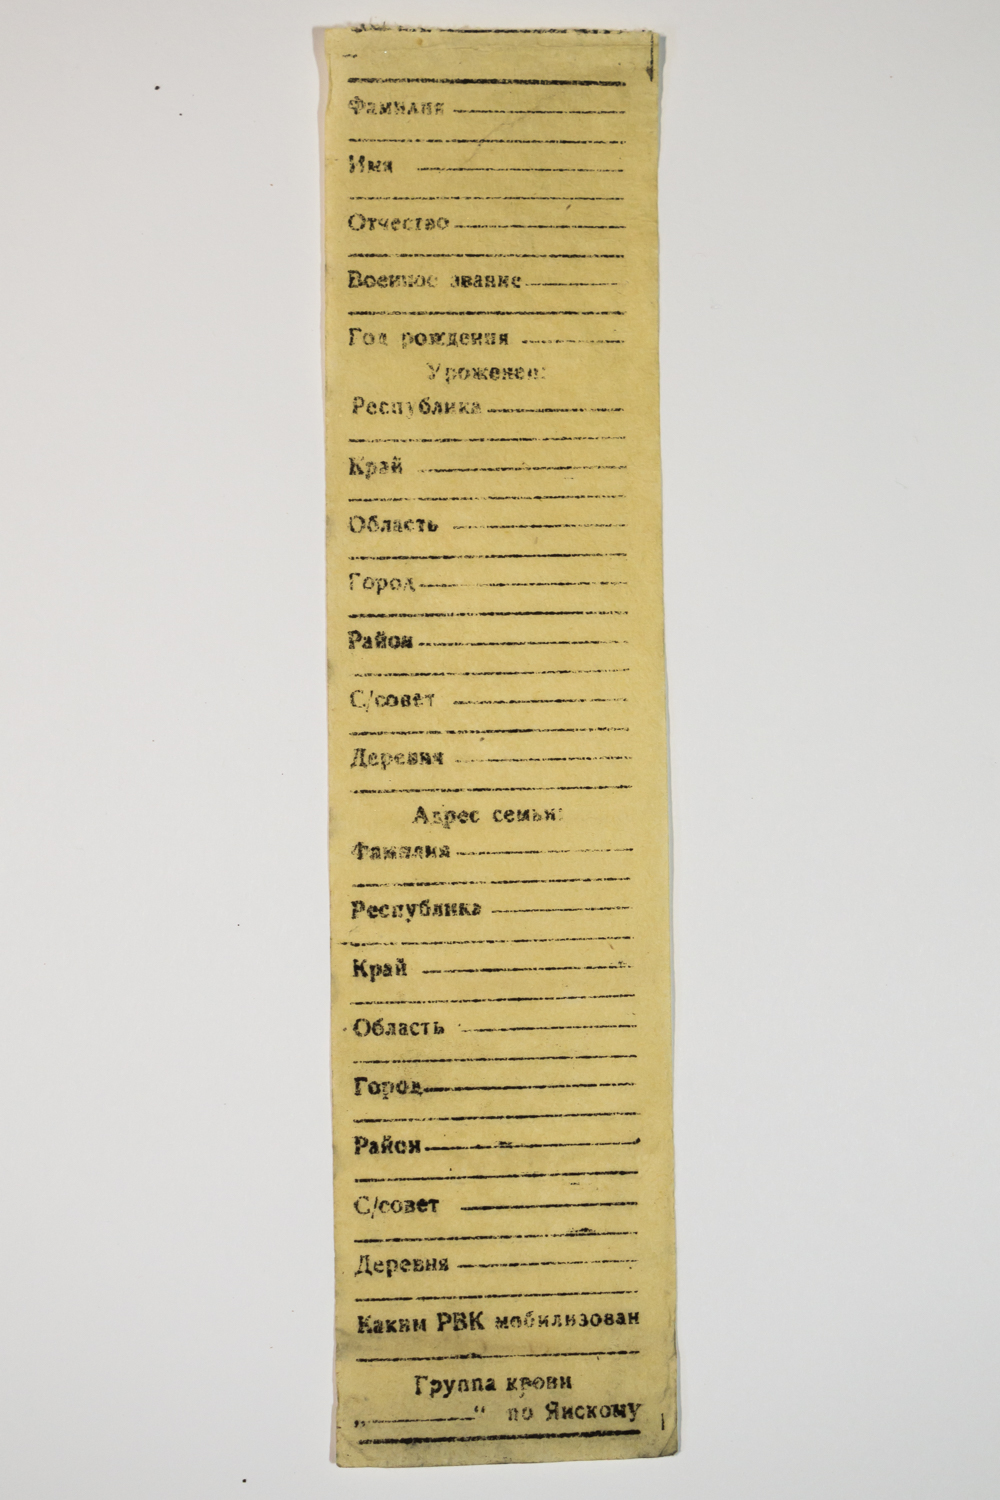 Фамилия
Имя
Отчество
Военное звание
Год рождения
Уроженец:
Республика
Край
Область
Город
Район
С/совет
Деревня
Адрес семьи:
Фамилия
Республика
Край
Область
Город
Район
С/совет
Деревня
Каким РВК мобилизован
Группа крови
„ “ по Янскому